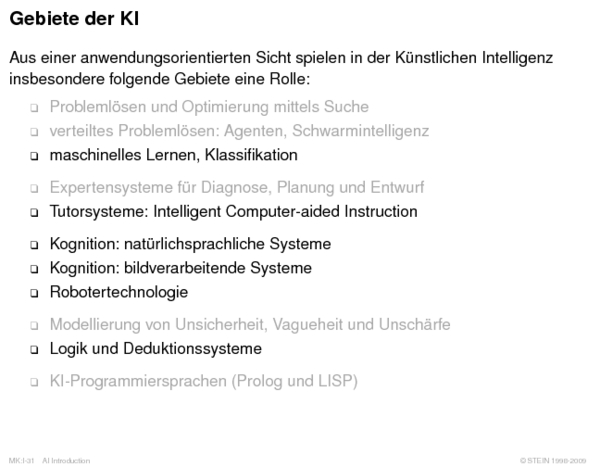 Gebiete der KI
Aus einer anwendungsorientierten Sicht spielen in der Künstlichen Intelligenz
insbesondere folgende Gebiete eine Rolle:
❑ Problemlösen und Optimierung mittels Suche
❑ verteiltes Problemlösen: Agenten, Schwarmintelligenz
❑ maschinelles Lernen, Klassifikation
❑ Expertensysteme für Diagnose, Planung und Entwurf
❑ Tutorsysteme: Intelligent Computer-aided Instruction
❑ Kognition: natürlichsprachliche Systeme
❑ Kognition: bildverarbeitende Systeme
❑ Robotertechnologie
❑ Modellierung von Unsicherheit, Vagueheit und Unschärfe
❑ Logik und Deduktionssysteme
❑ KI-Programmiersprachen (Prolog und LISP)
MK:I-31 AI Introduction © STEIN 1998-2009